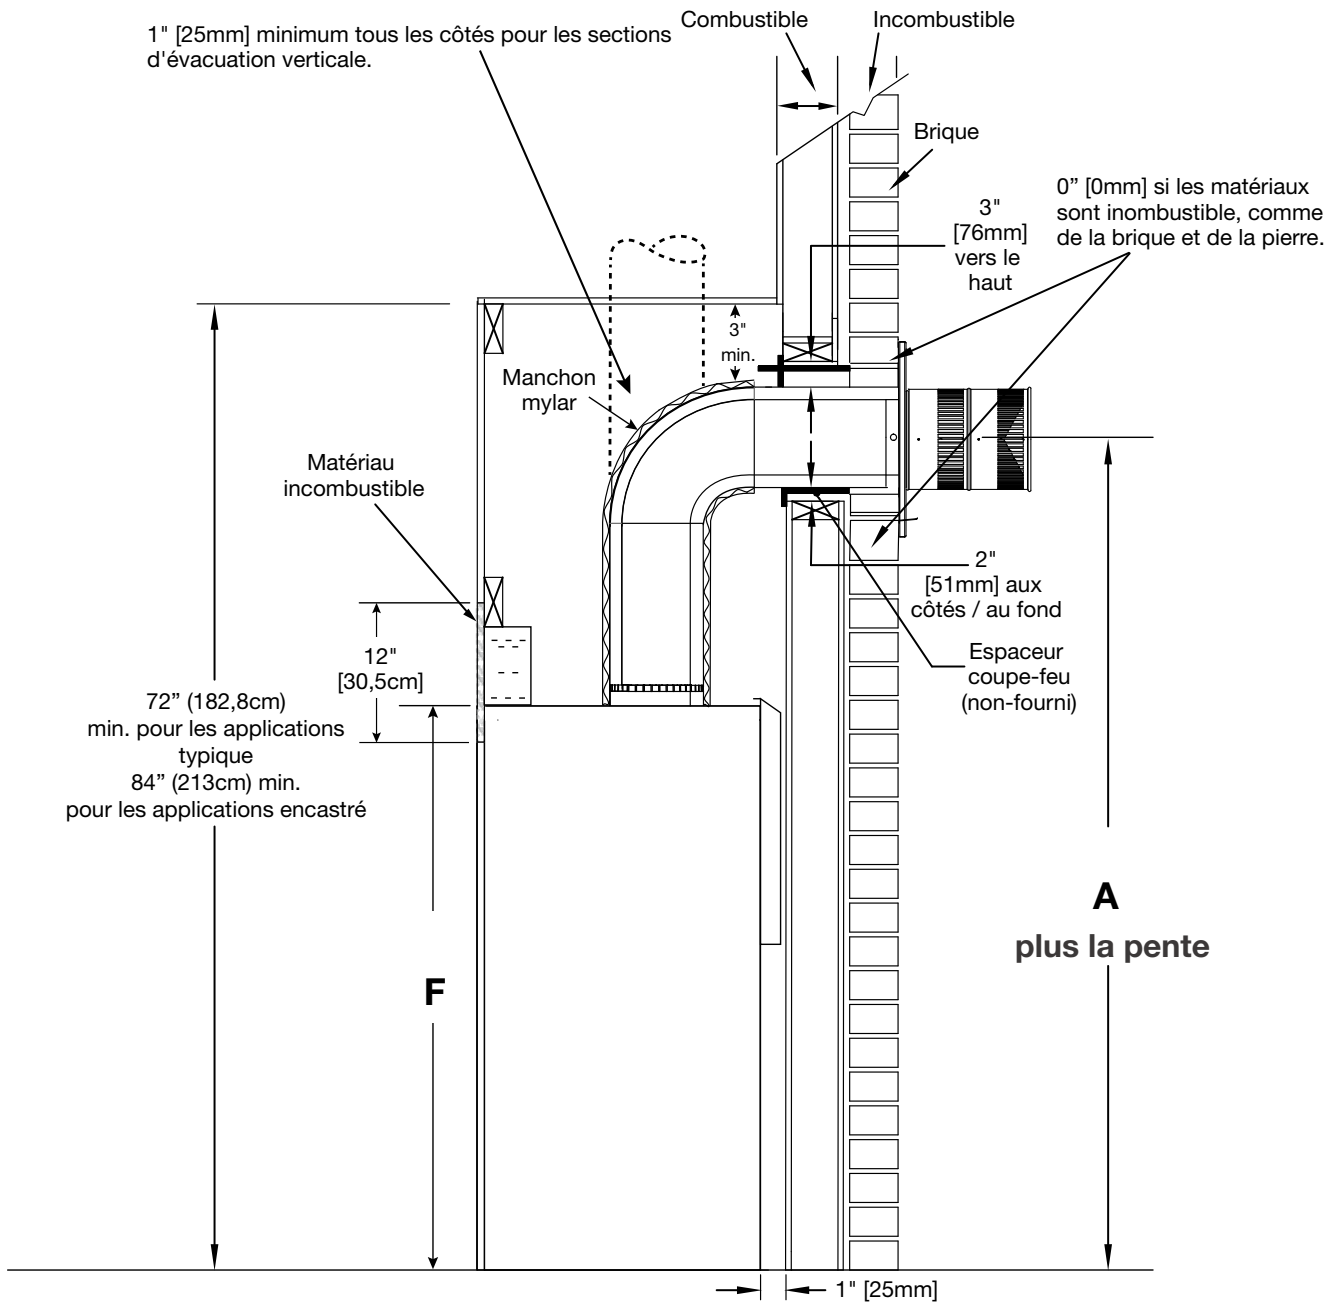 1" [25mm] minimum tous les côtés pour les sections
d'évacuation verticale.
Combustible
Incombustible
Brique
0” [0mm] si les matériaux
sont inombustible, comme
de la brique et de la pierre.
3"
[76mm]
vers le
haut
3"
min.
Manchon
mylar
Matériau
incombustible
2"
[51mm] aux
côtés / au fond
Espaceur
coupe-feu
(non-fourni)
12"
[30,5cm]
72” (182,8cm)
min. pour les applications
typique
84” (213cm) min.
pour les applications encastré
A
plus la pente
F
1" [25mm]